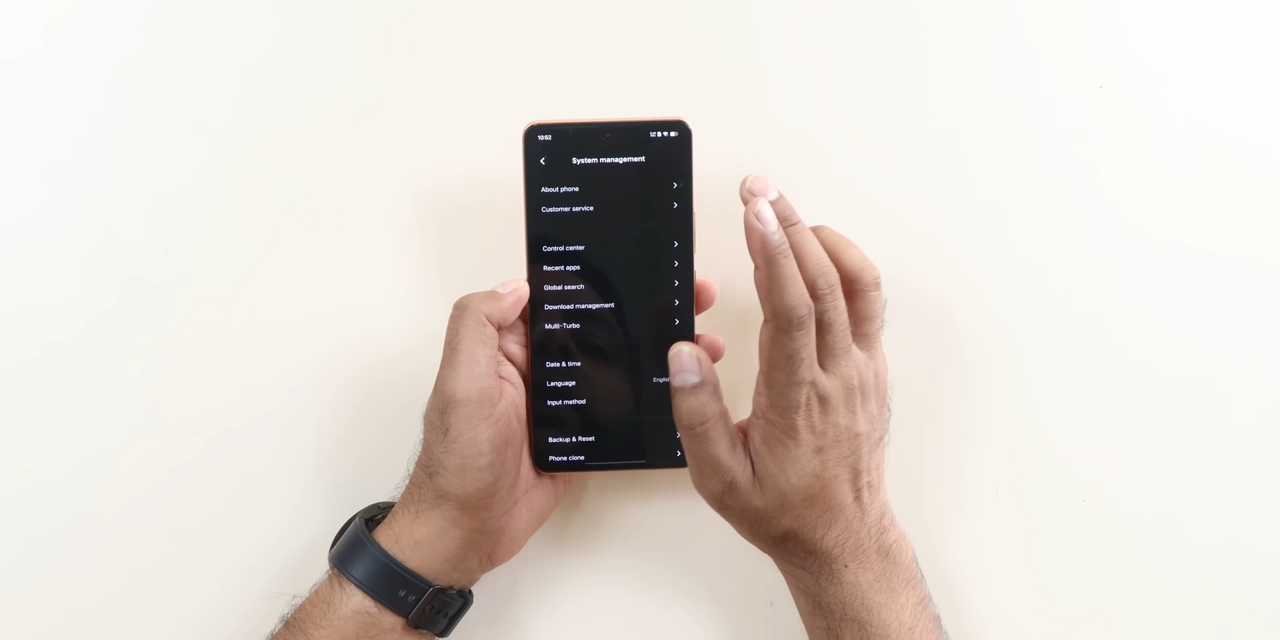 10:52
System management
About phone
Customer service
Control center
Recent apps
Global search
Download management
Multi-Turbo
Date & time
Language
English
Input method
Backup & Reset
Phone clone